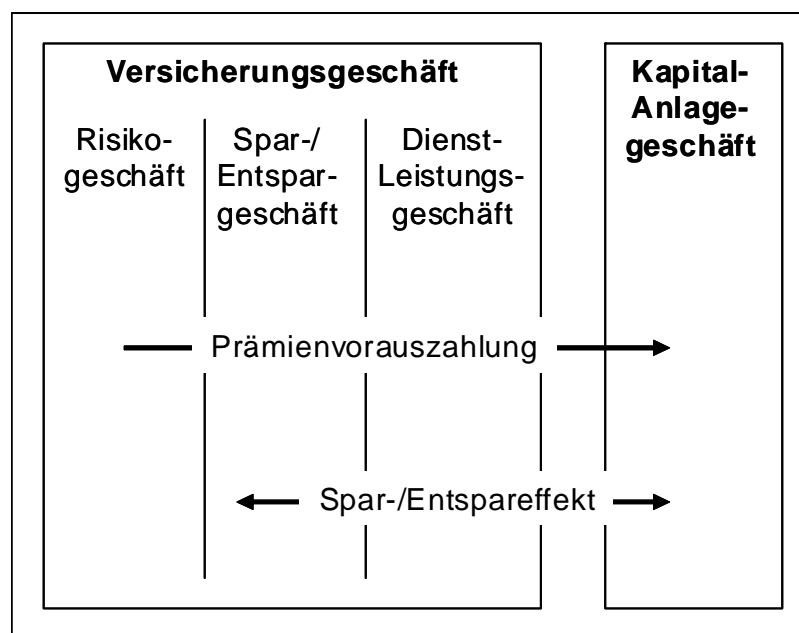 Versicherungsgeschäft
Risiko-
geschäft
Spar-/
Entspar-
geschäft
Dienst-
Leistungs-
geschäft
Kapital-
Anlage-
geschäft
Prämienvorauszahlung
Spar-/Entspareffekt